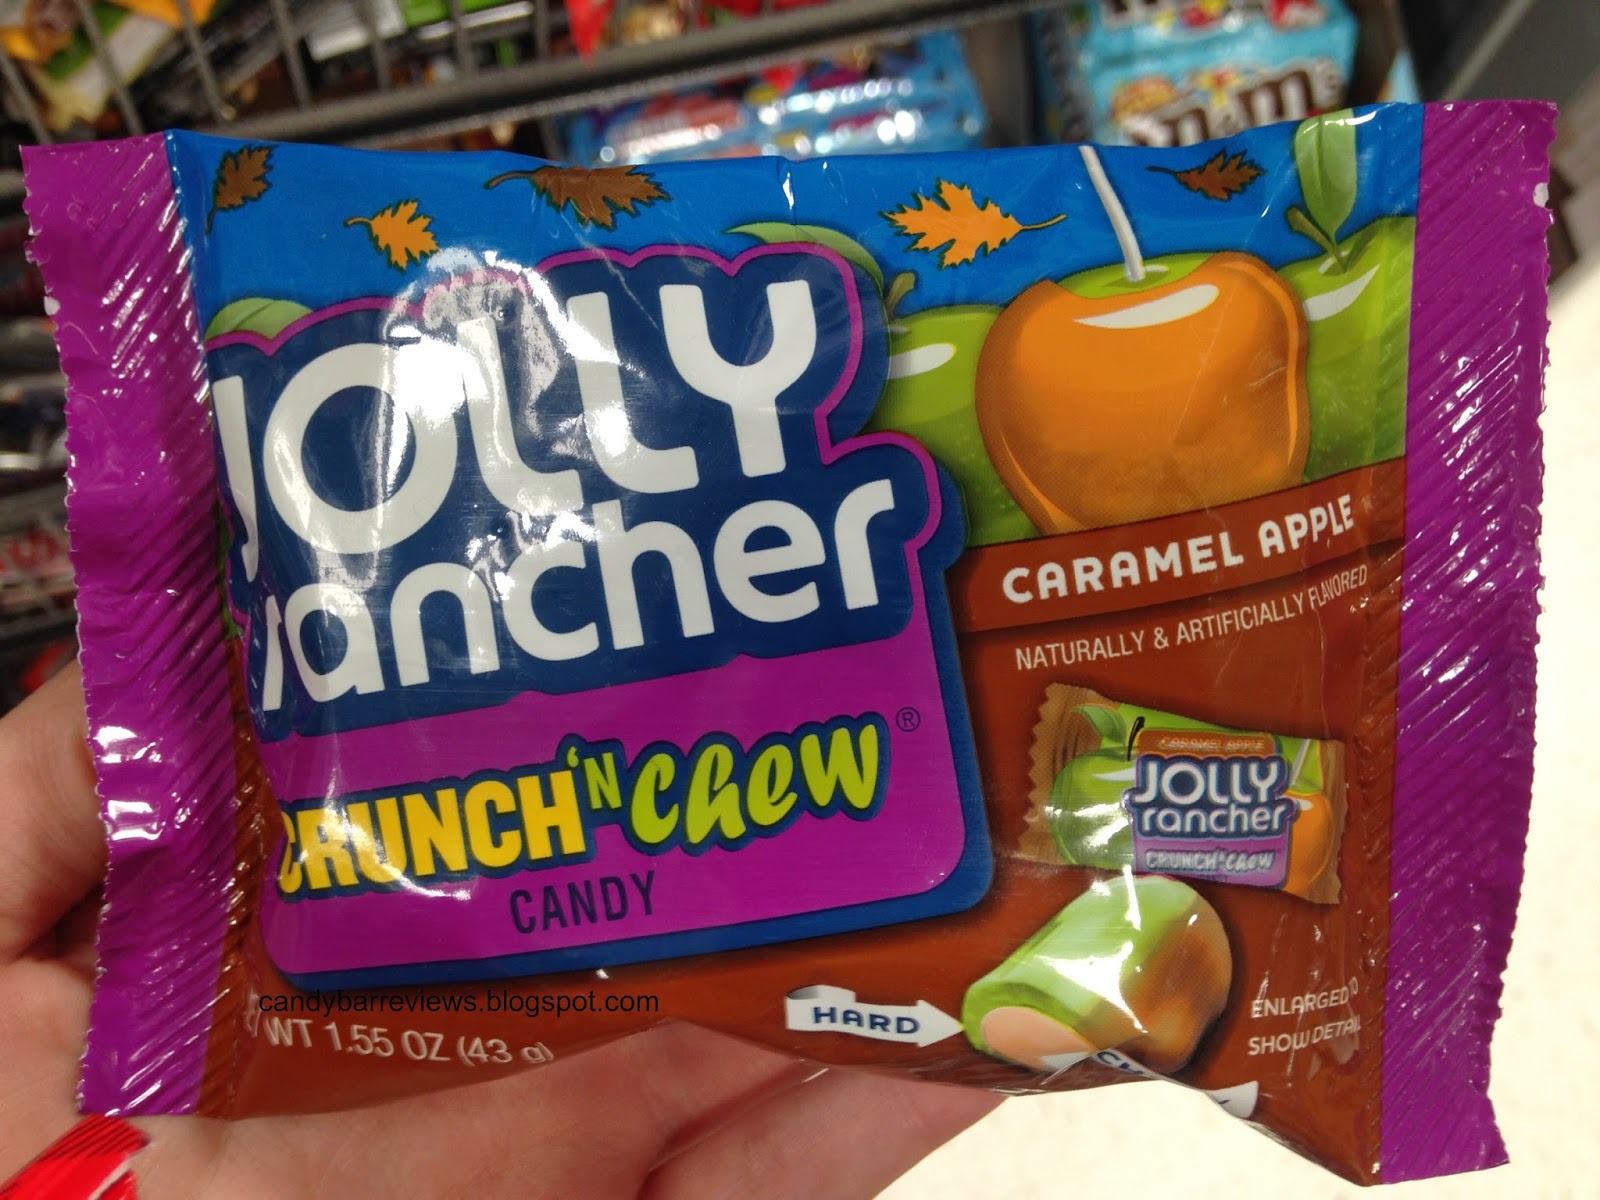 JOLLY
rancher
CRUNCH 'N chew ®
CANDY
CARAMEL APPLE
NATURALLY & ARTIFICIALLY FLAVORED
CARAMEL APPLE
JOLLY
rancher
CRUNCH 'N chew
HARD
ENLARGED TO
SHOW DETAIL
candybarreviews.blogspot.com
WT 1.55 OZ (43 g)
m&m's